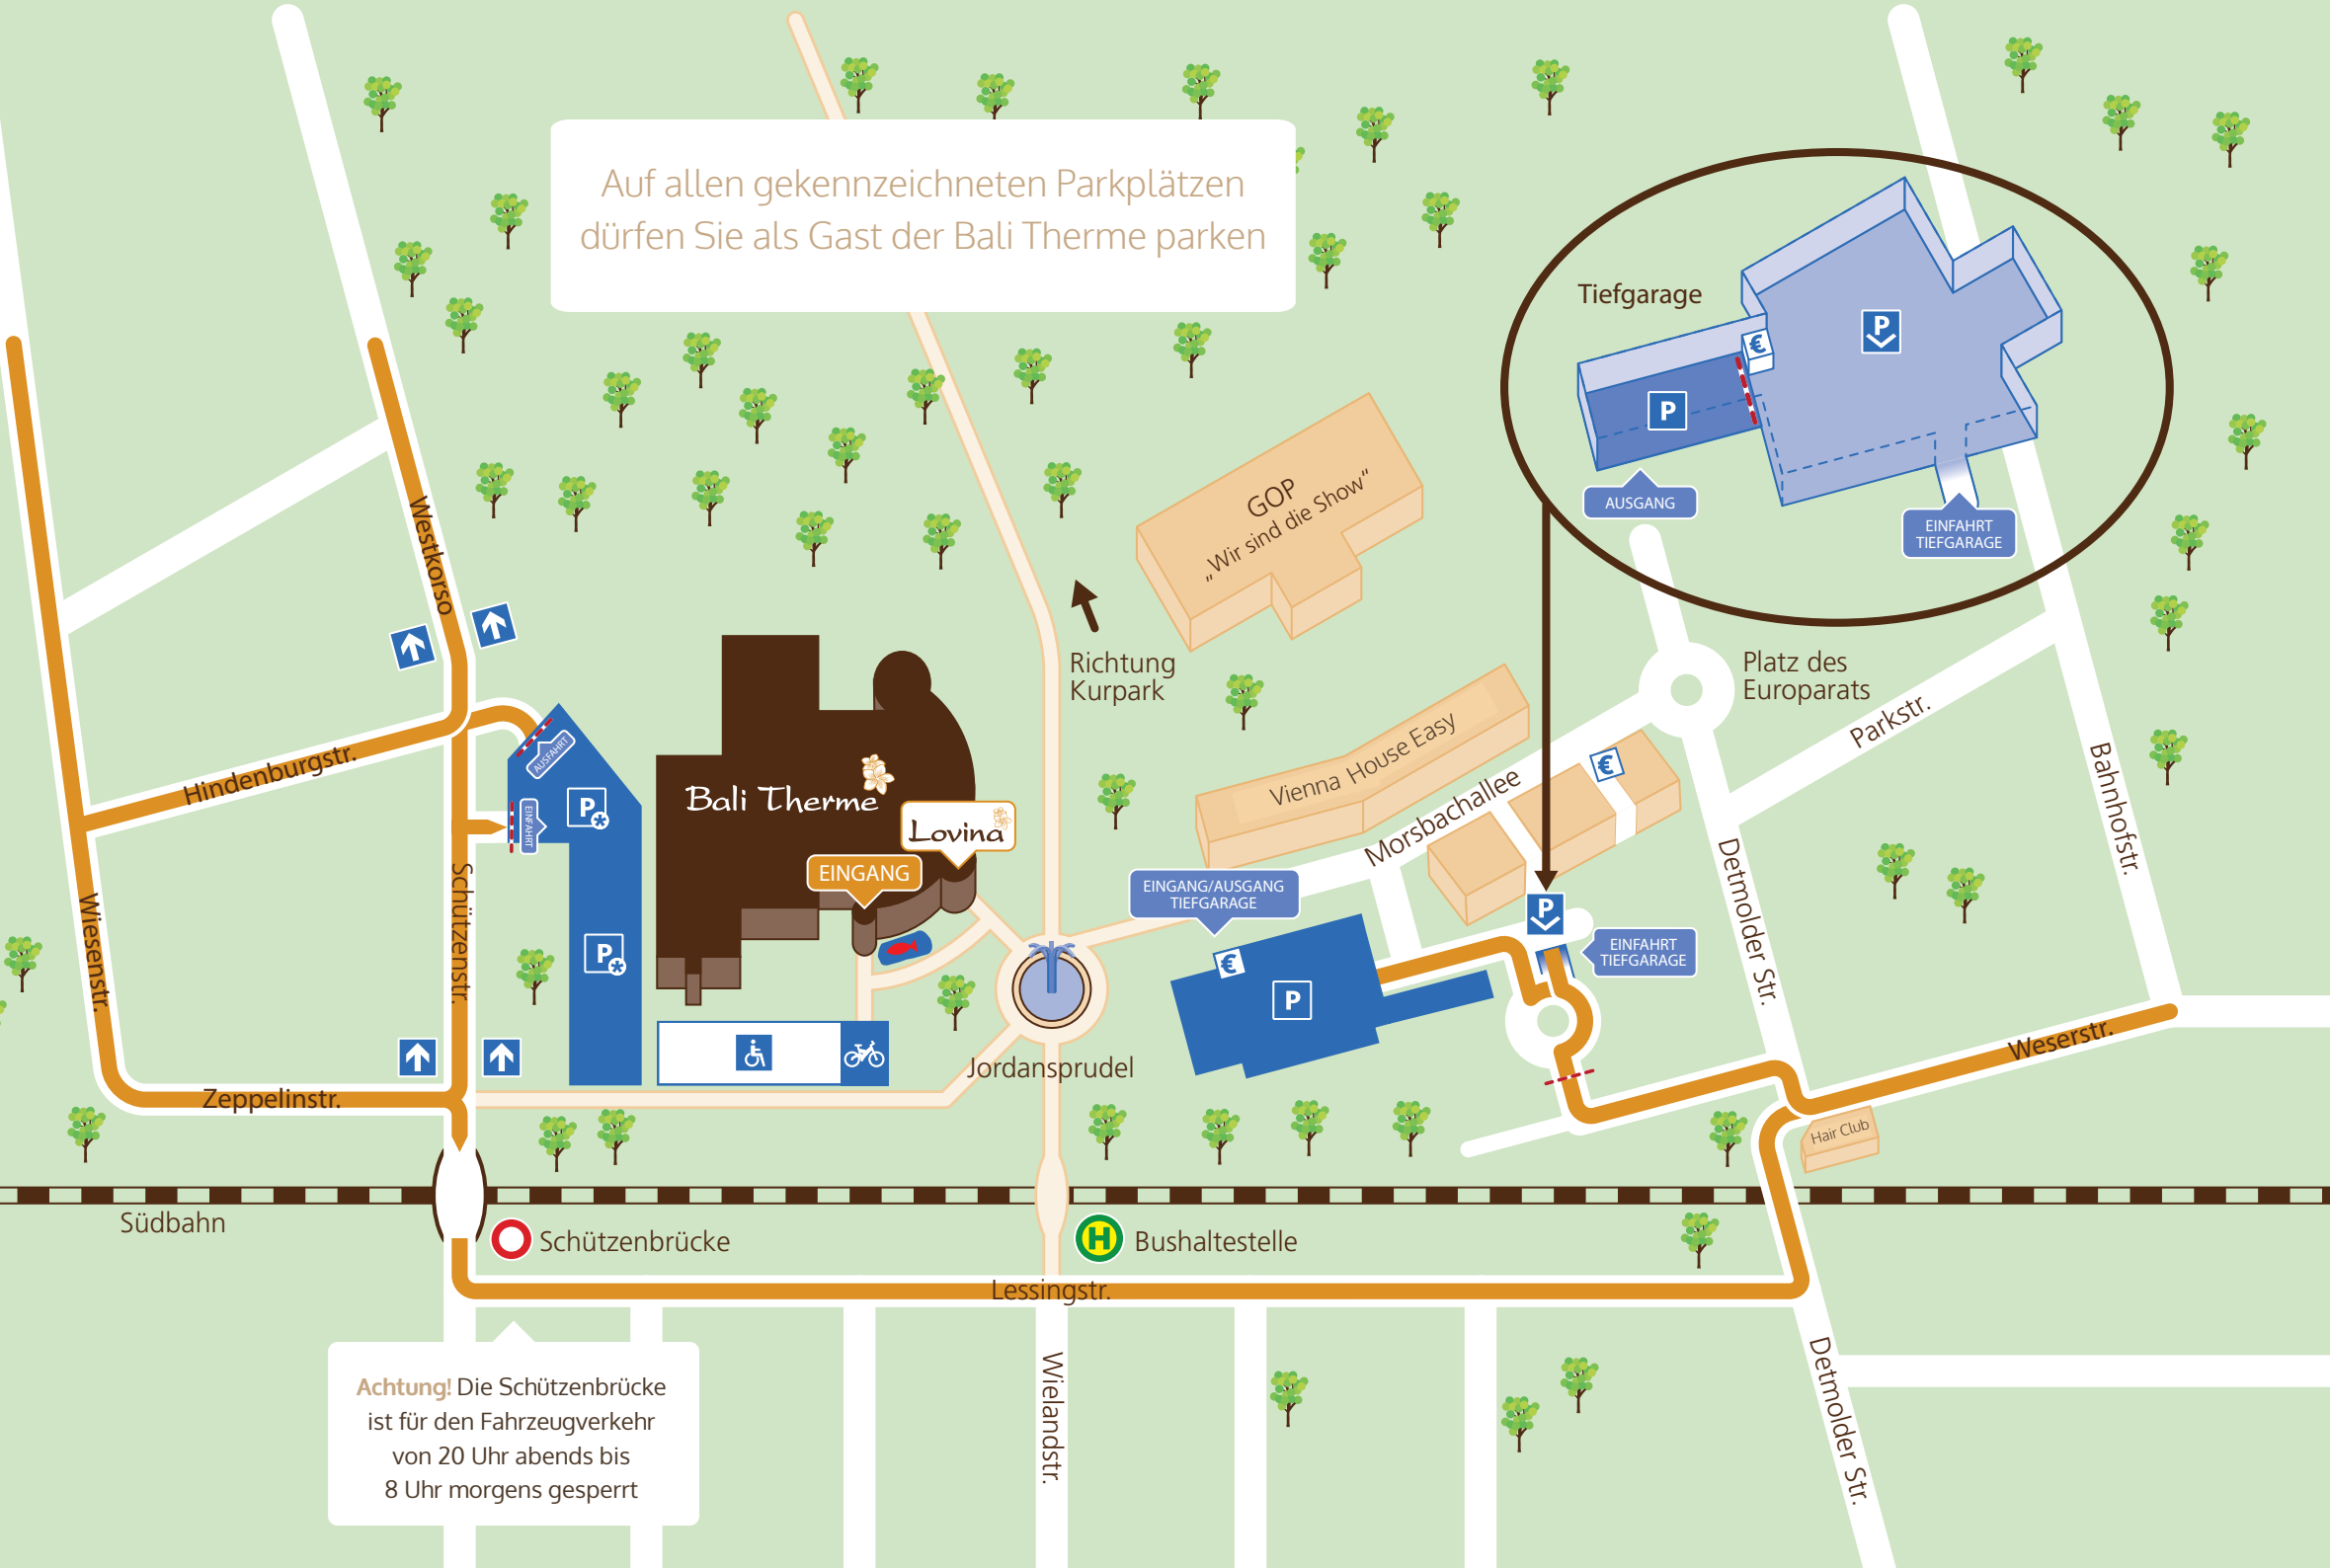 Auf allen gekennzeichneten Parkplätzen
dürfen Sie als Gast der Bali Therme parken
Tiefgarage
P
€
P
AUSGANG
EINFAHRT
TIEFGARAGE
GOP
„Wir sind die Show“
Westkorso
Richtung
Kurpark
Platz des
Europarats
Parkstr.
Bahnhofstr.
Hindenburgstr.
AUSFAHRT
EINFAHRT
P
Bali Therme
Lovina
EINGANG
Vienna House Easy
Morsbachallee
€
Detmolder Str.
EINGANG/AUSGANG
TIEFGARAGE
P
EINFAHRT
TIEFGARAGE
Wiesenstr.
Schützenstr.
P
€
P
Jordansprudel
Weserstr.
Zeppelinstr.
Hair Club
Südbahn
Schützenbrücke
H
Bushaltestelle
Lessingstr.
Wielandstr.
Detmolder Str.
Achtung! Die Schützenbrücke
ist für den Fahrzeugverkehr
von 20 Uhr abends bis
8 Uhr morgens gesperrt